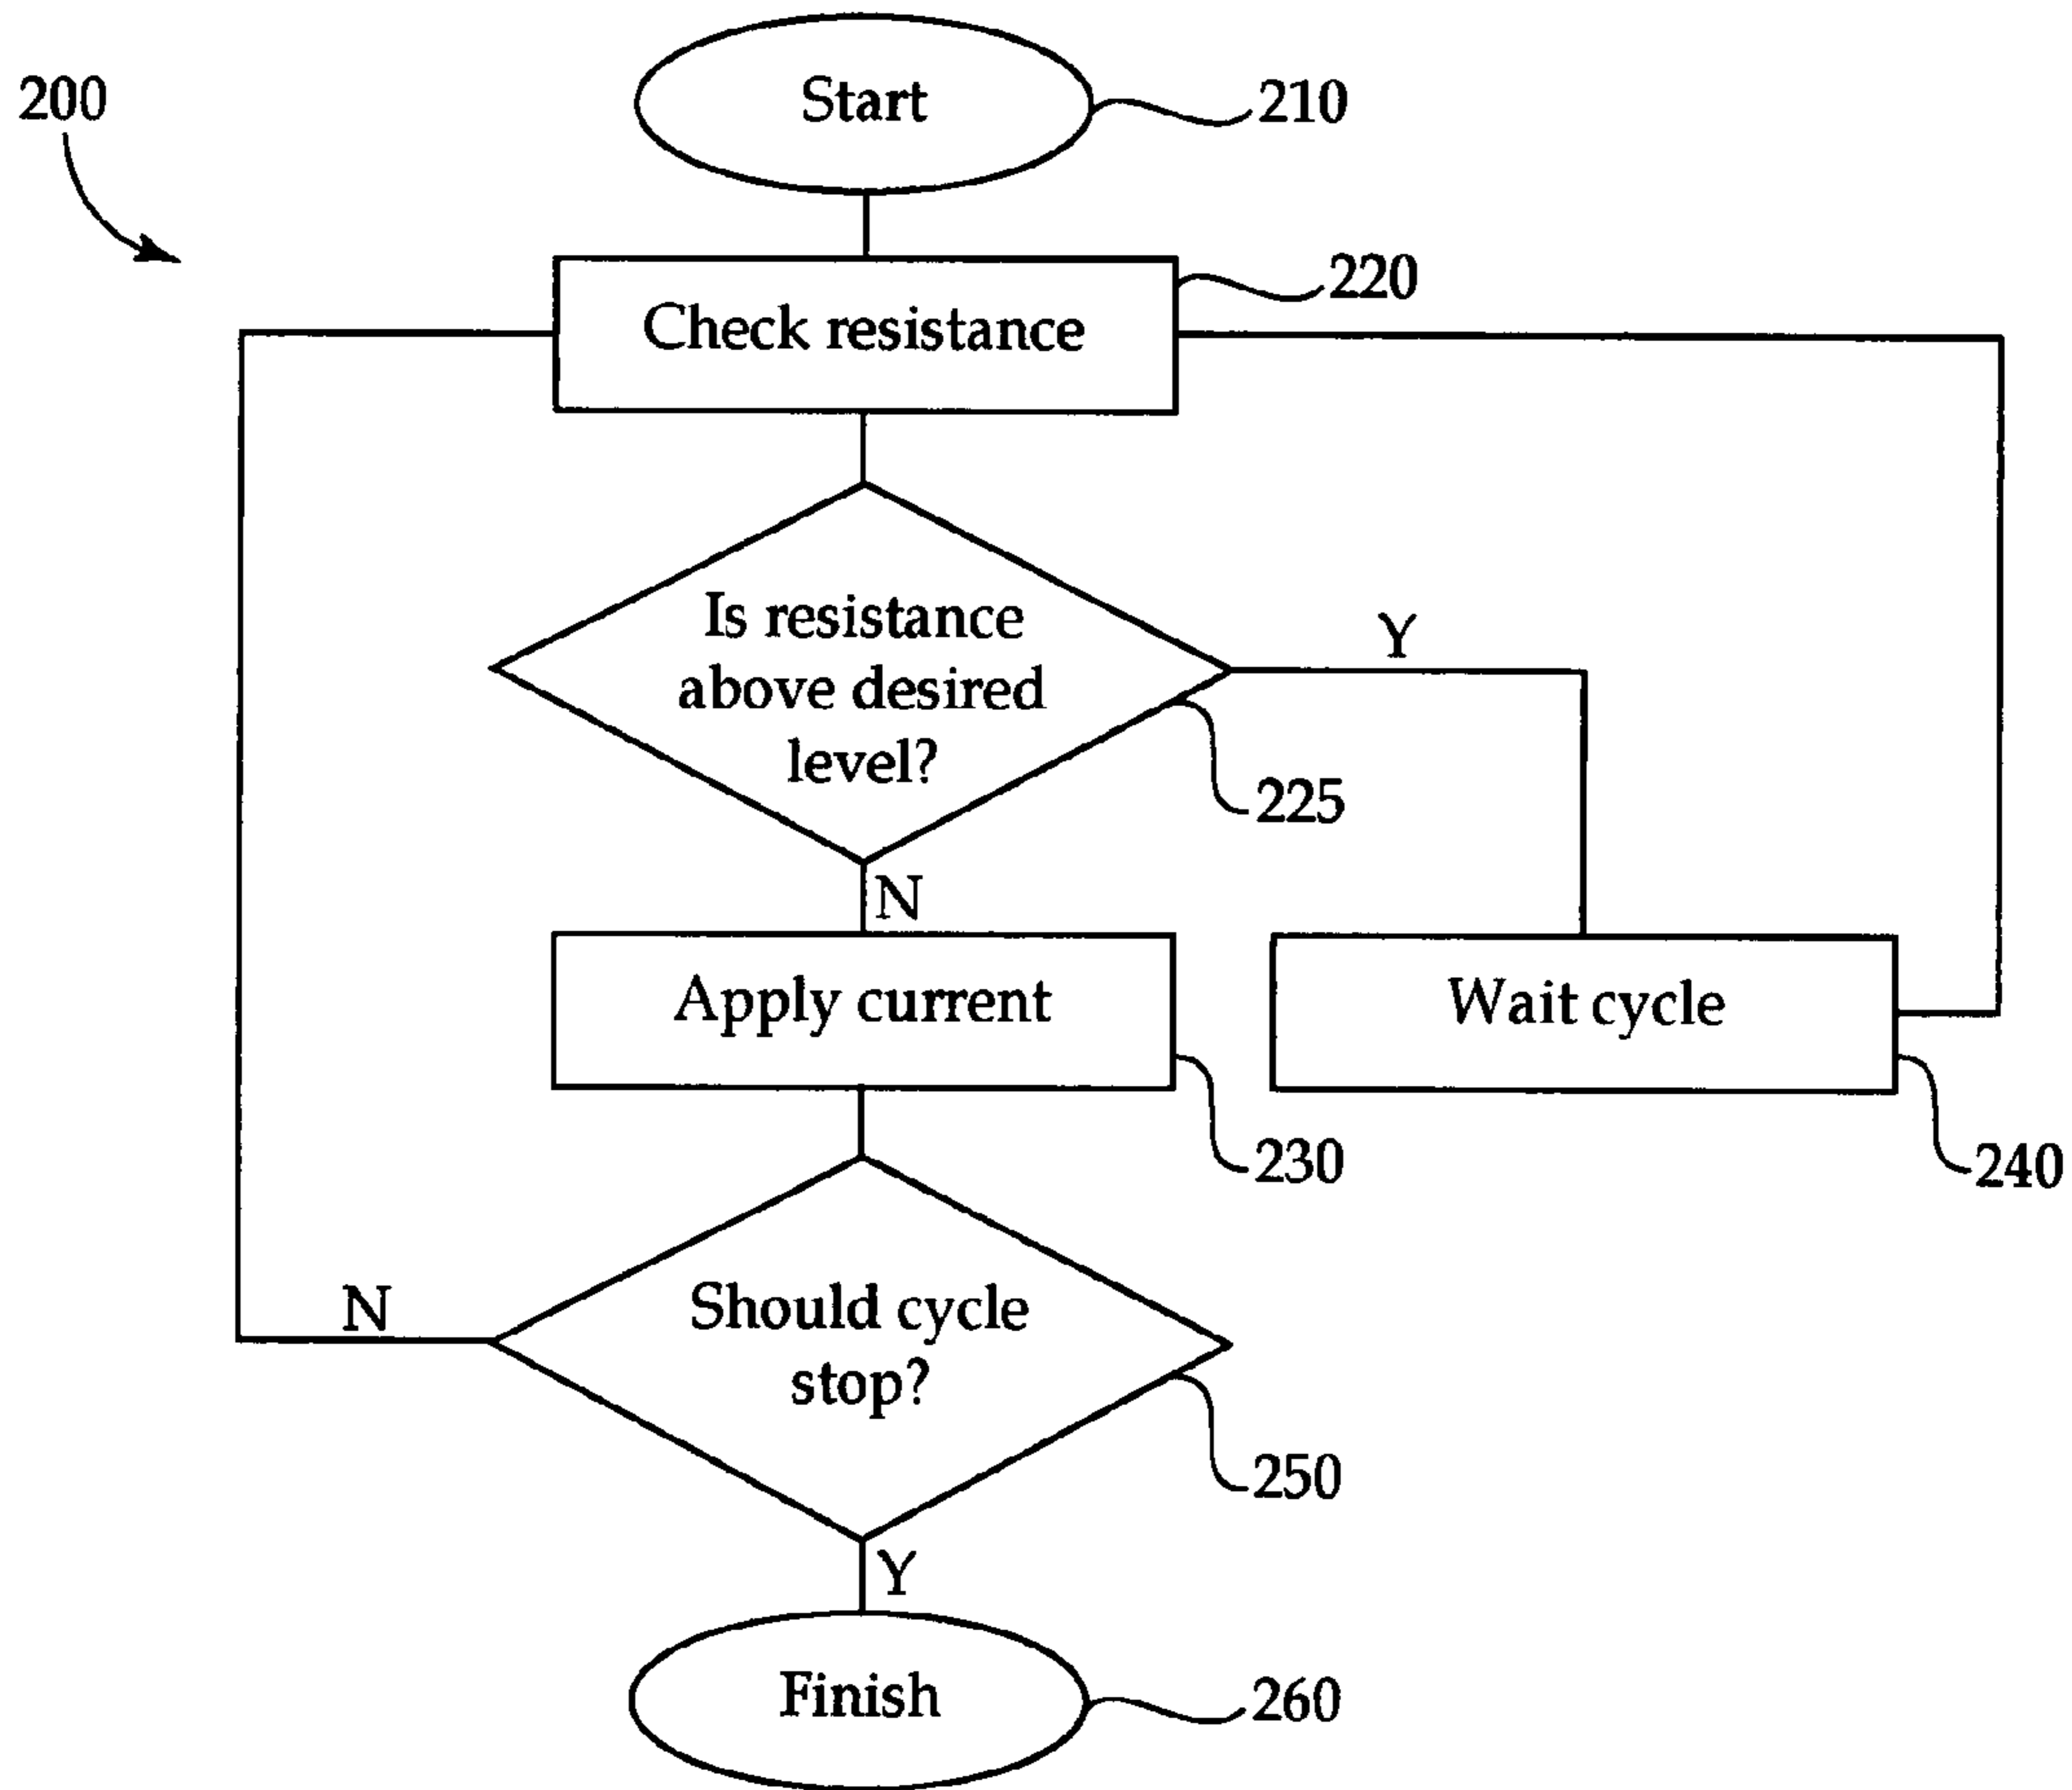 200
Start
210
220
Check resistance
Is resistance
above desired
level?
Y
225
N
Apply current
Wait cycle
230
240
Should cycle
stop?
N
250
Y
Finish
260